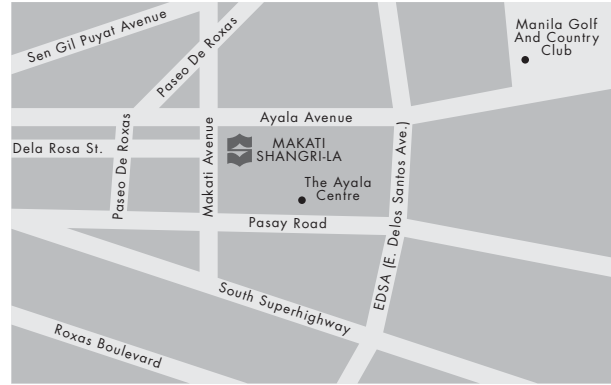 Sen Gil Puyat Avenue
Paseo De Roxas
Manila Golf
And Country
Club
Ayala Avenue
Dela Rosa St.
Paseo De Roxas
Makati Avenue
MAKATI
SHANGRI-LA
The Ayala
Centre
EDSA (E. Delos Santos Ave.)
Pasay Road
South Superhighway
Roxas Boulevard